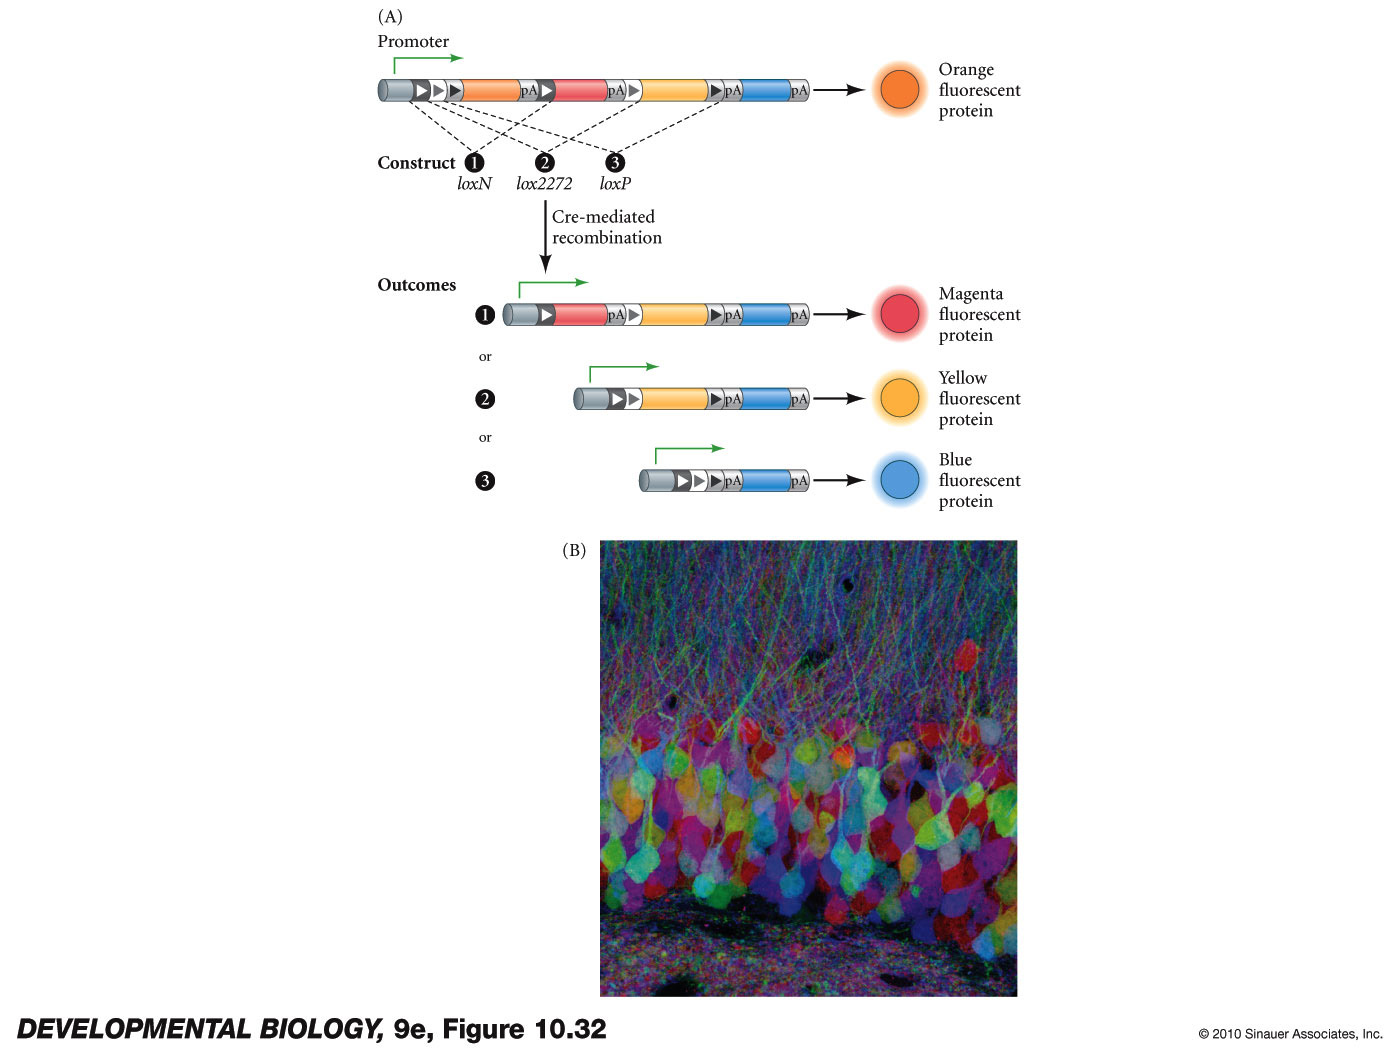 (A)
Promoter
pA pA pA pA
Orange
fluorescent
protein
Construct 1 2 3
loxN lox2272 loxP
Cre-mediated
recombination
Outcomes
1
pA pA pA
Magenta
fluorescent
protein
or
2
pA pA
Yellow
fluorescent
protein
or
3
pA pA
Blue
fluorescent
protein
(B)
DEVELOPMENTAL BIOLOGY, 9e, Figure 10.32
© 2010 Sinauer Associates, Inc.